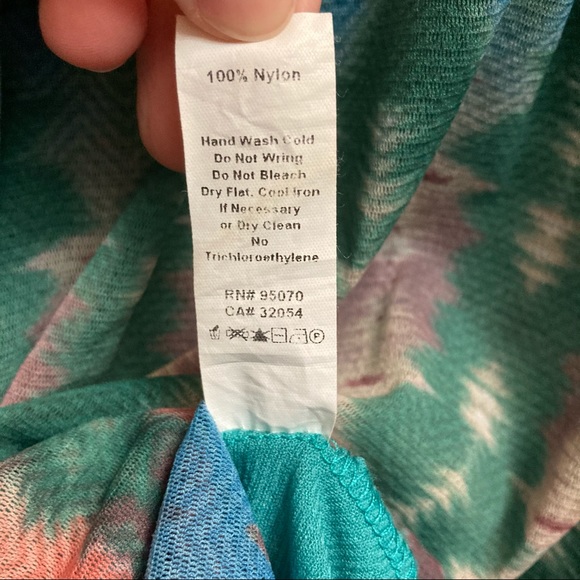 100% Nylon
Hand Wash Cold
Do Not Wring
Do Not Bleach
Dry Flat, Cool Iron
If Necessary
or Dry Clean
No
Trichloroethylene
RN# 95070
CA# 32054
P